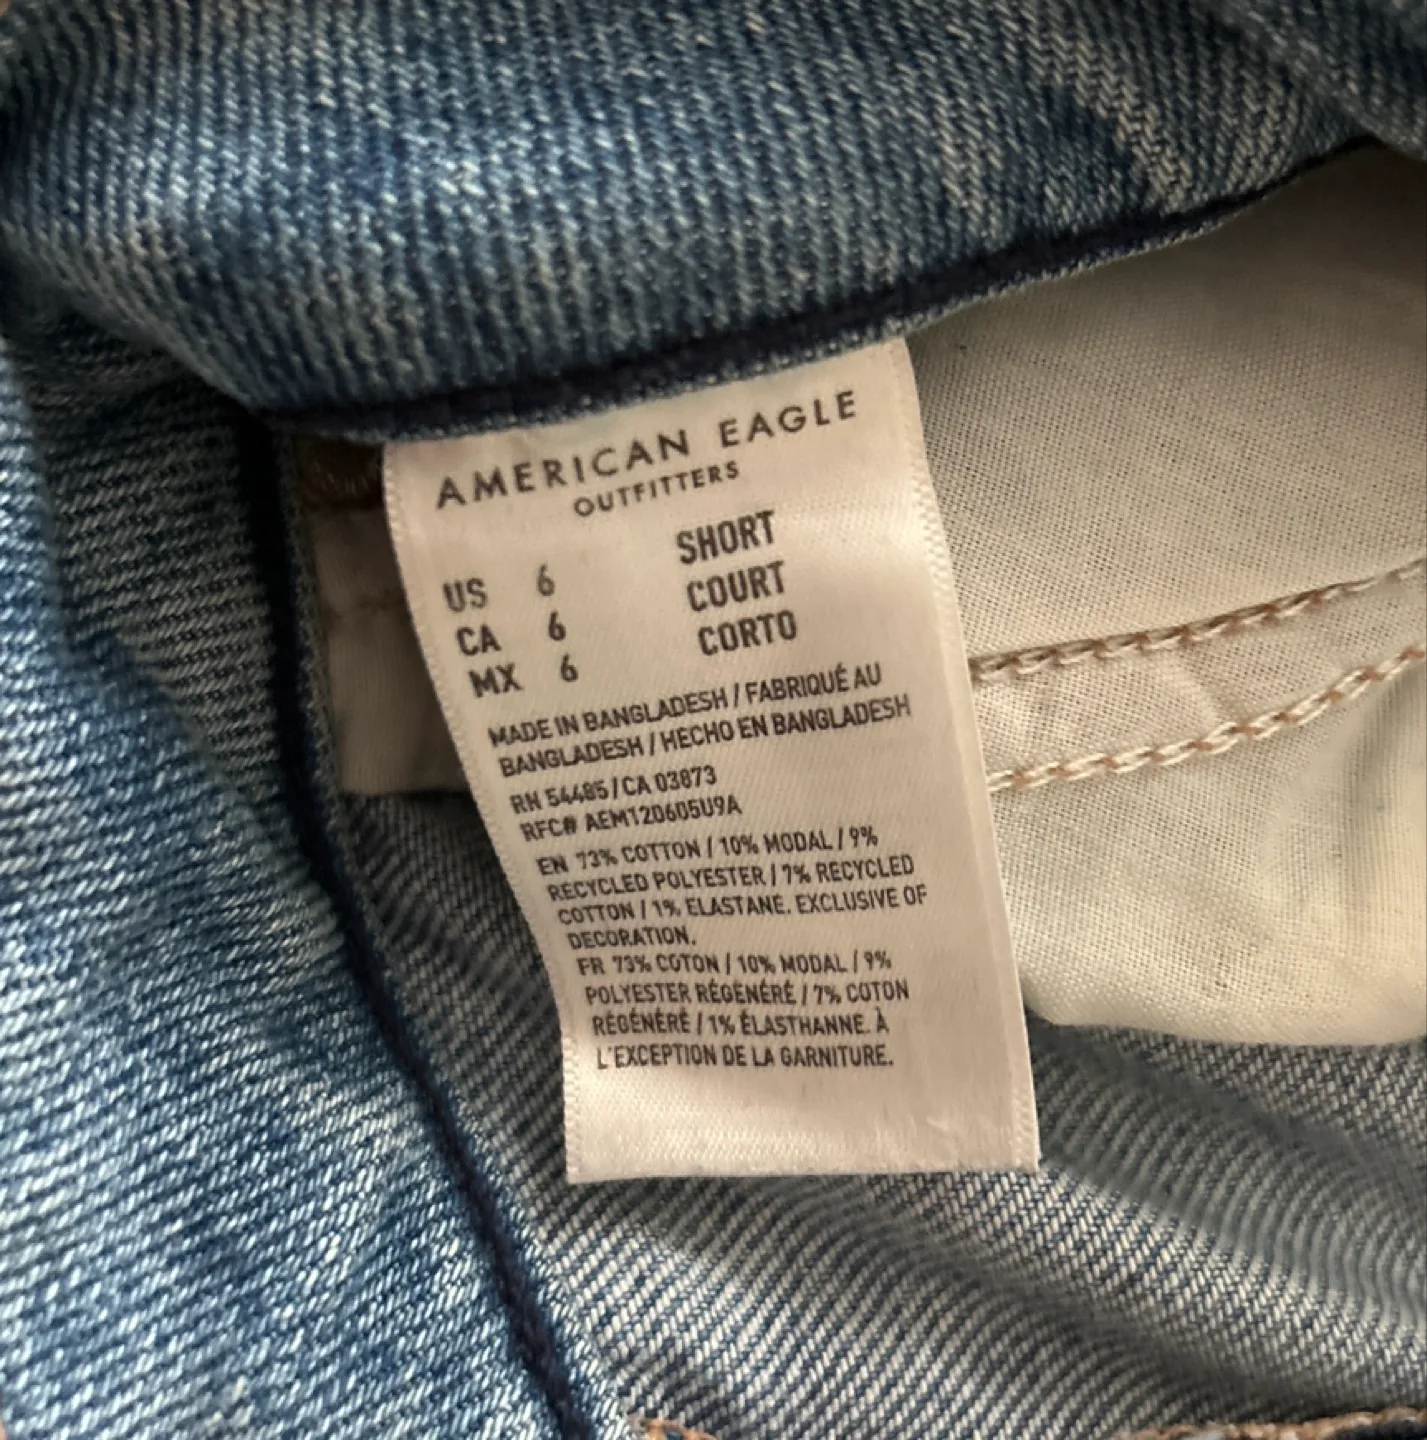 AMERICAN EAGLE
OUTFITTERS
US 6 SHORT
CA 6 COURT
MX 6 CORTO
MADE IN BANGLADESH / FABRIQUÉ AU
BANGLADESH / HECHO EN BANGLADESH
RN 54485/CA 03873
RFC# AEM120605U9A
EN 73% COTTON / 10% MODAL / 9%
RECYCLED POLYESTER / 7% RECYCLED
COTTON / 1% ELASTANE. EXCLUSIVE OF
DECORATION.
FR 73% COTON / 10% MODAL / 9%
POLYESTER RÉGÉNÉRÉ / 7% COTON
RÉGÉNÉRÉ / 1% ÉLASTHANNE. À
L'EXCEPTION DE LA GARNITURE.